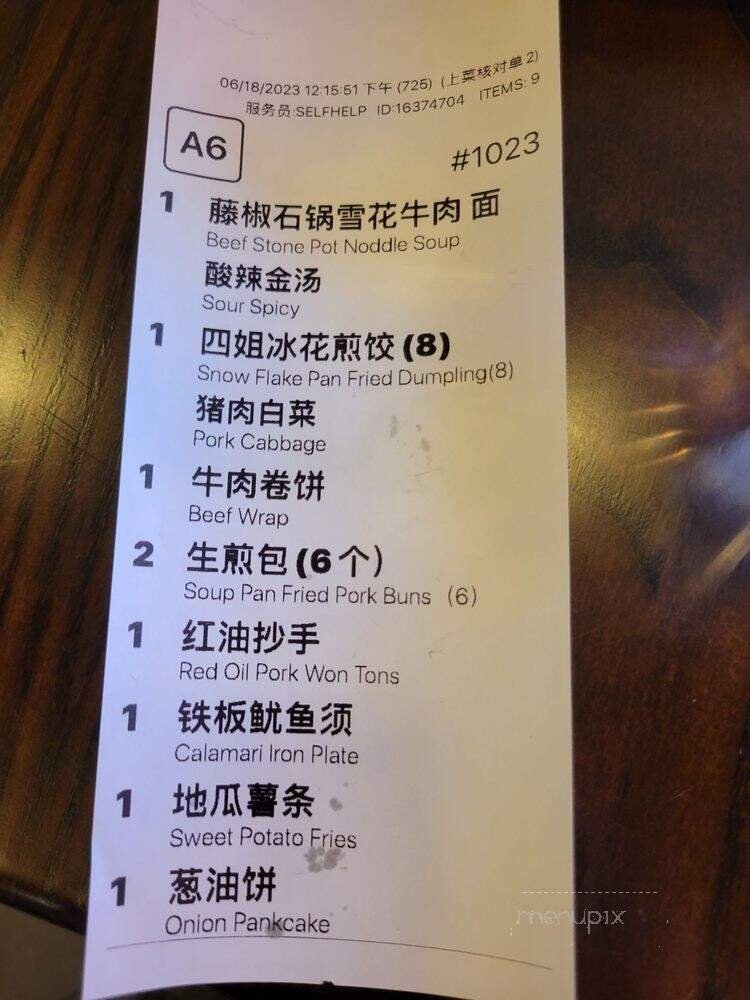 06/18/2023 12:15:51 下午 (725) (上菜核对单 2)
服务员:SELFHELP ID:16374704 ITEMS: 9
A6
#1023
1 藤椒石锅雪花牛肉 面
Beef Stone Pot Noddle Soup
酸辣金汤
Sour Spicy
1 四姐冰花煎饺 (8)
Snow Flake Pan Fried Dumpling(8)
猪肉白菜
Pork Cabbage
1 牛肉卷饼
Beef Wrap
2 生煎包 (6个)
Soup Pan Fried Pork Buns (6)
1 红油抄手
Red Oil Pork Won Tons
1 铁板鱿鱼须
Calamari Iron Plate
1 地瓜薯条
Sweet Potato Fries
1 葱油饼
Onion Pankcake
menupix